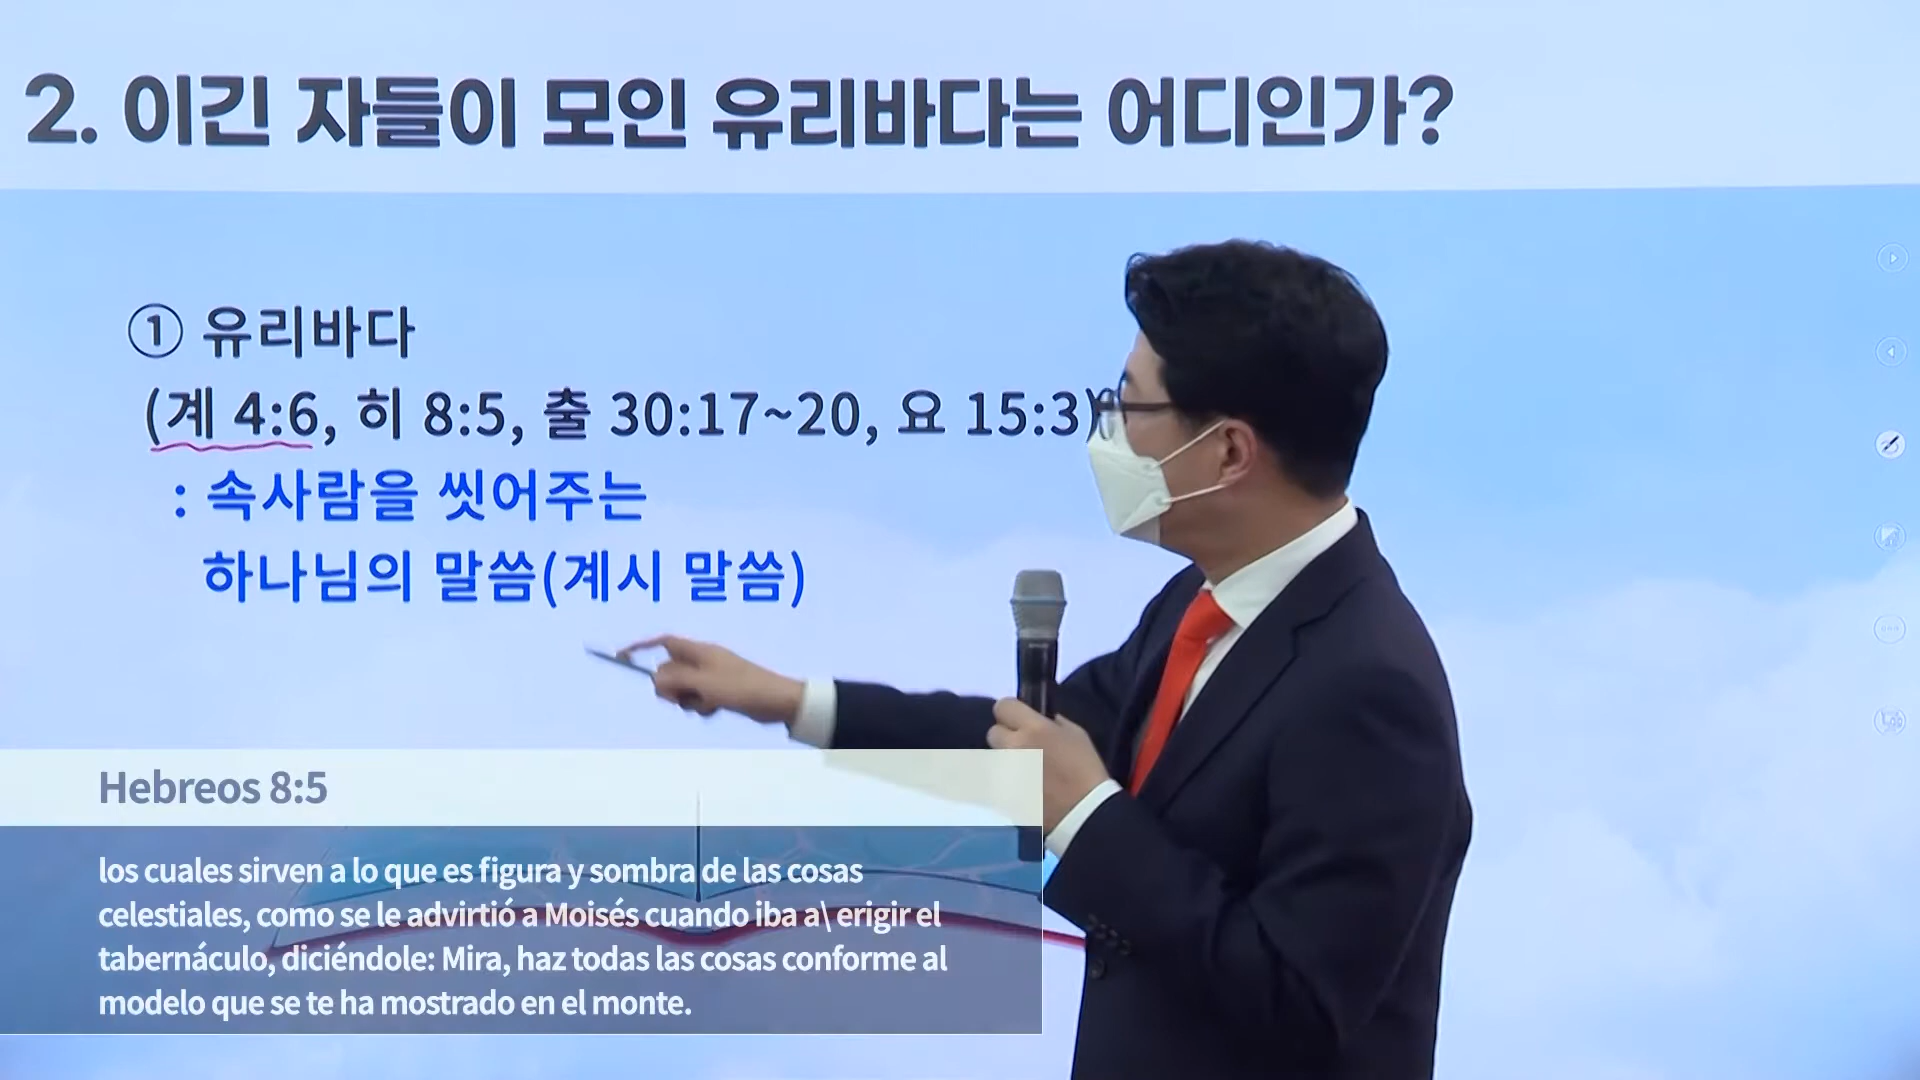 2. 이긴 자들이 모인 유리바다는 어디인가?
① 유리바다
(계 4:6, 히 8:5, 출 30:17~20, 요 15:3)
: 속사람을 씻어주는
하나님의 말씀(계시 말씀)
Hebreos 8:5
los cuales sirven a lo que es figura y sombra de las cosas
celestiales, como se le advirtió a Moisés cuando iba a\ erigir el
tabernáculo, diciéndole: Mira, haz todas las cosas conforme al
modelo que se te ha mostrado en el monte.